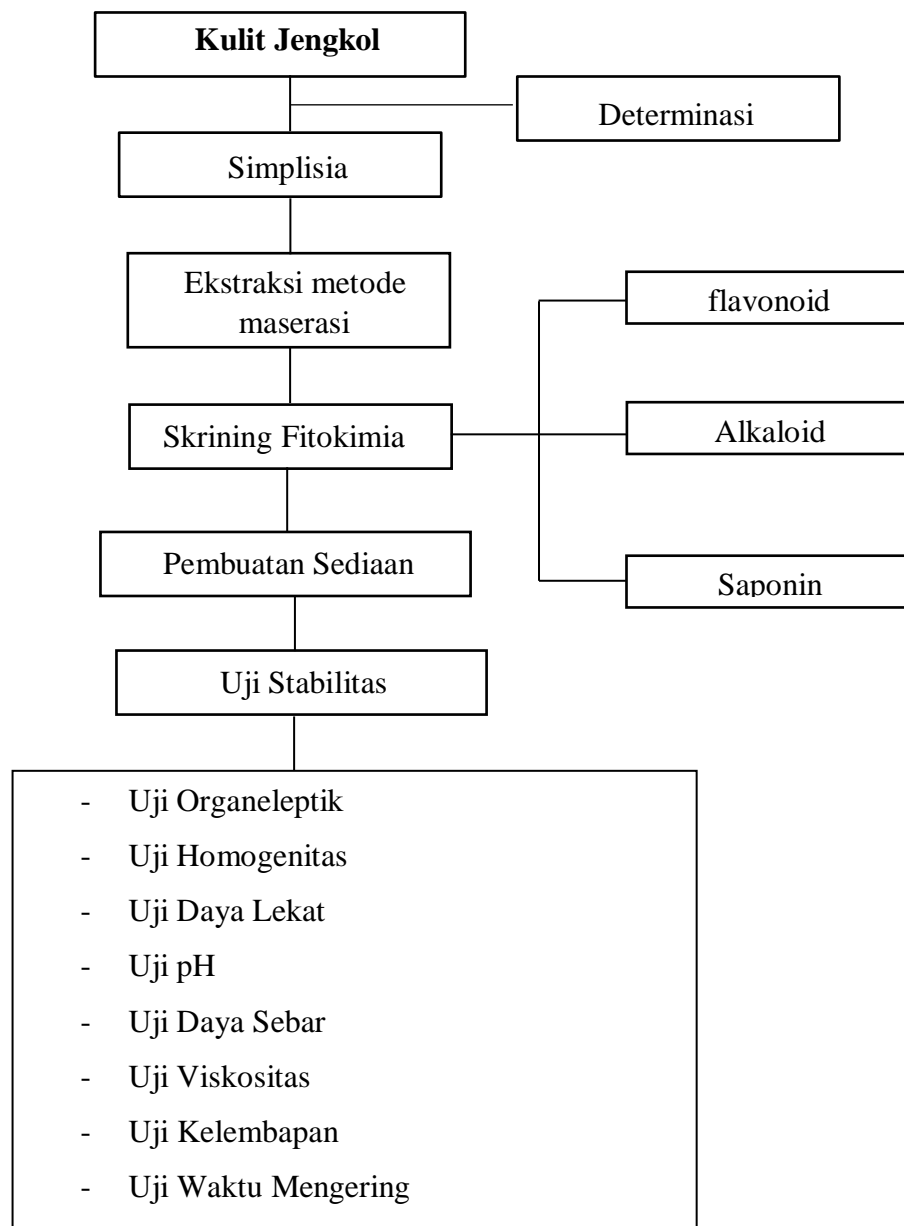 Kulit Jengkol
Determinasi
Simplisia
Ekstraksi metode
maserasi
flavonoid
Skrining Fitokimia
Alkaloid
Pembuatan Sediaan
Saponin
Uji Stabilitas
- Uji Organeleptik
- Uji Homogenitas
- Uji Daya Lekat
- Uji pH
- Uji Daya Sebar
- Uji Viskositas
- Uji Kelembapan
- Uji Waktu Mengering